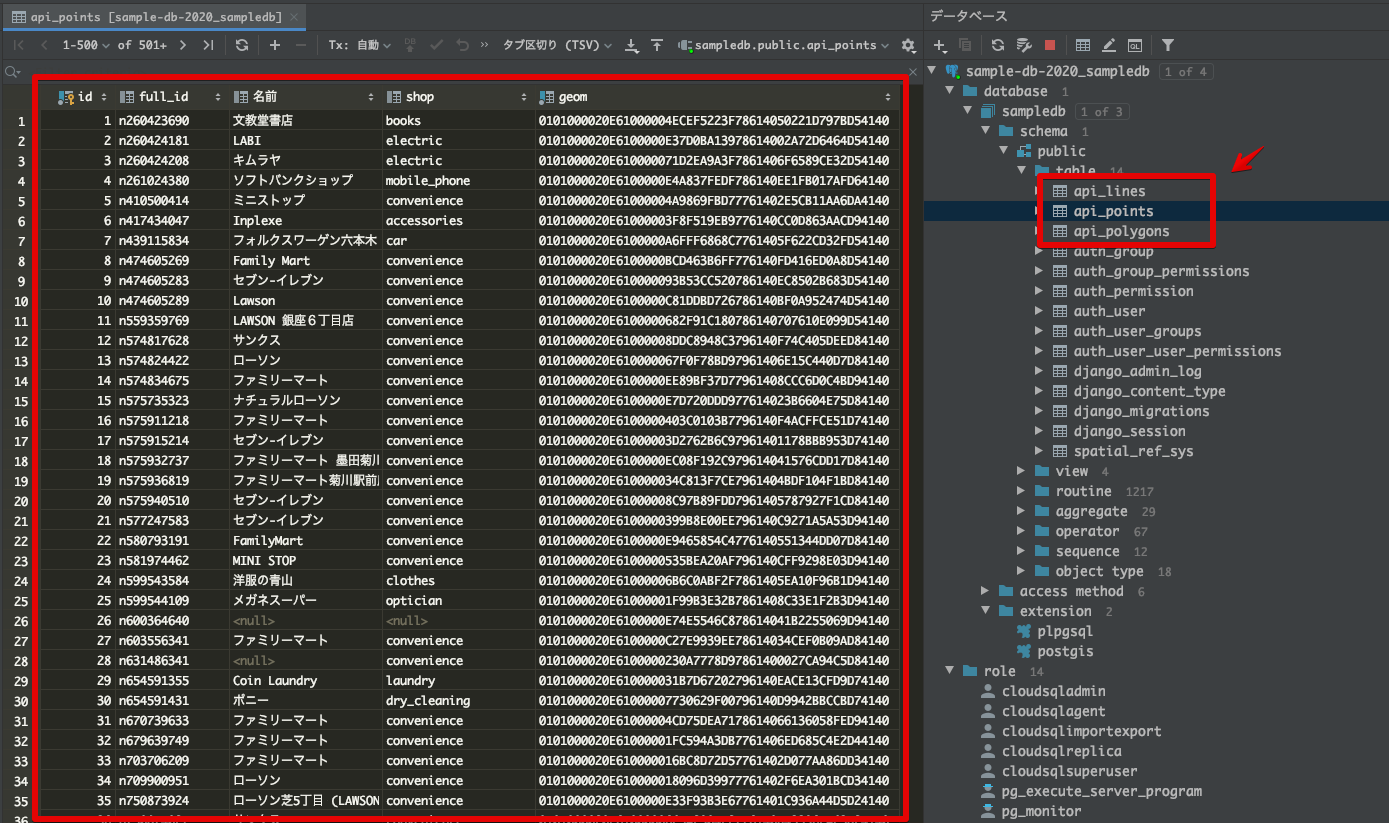 api_points [sample-db-2020_sampledb]
データベース
1-500 of 501+ Tx: 自動 DB タブ区切り (TSV) sampledb.public.api_points
QL
id full_id 名前 shop geom
1 1 n260423690 文教堂書店 books 0101000020E61000004ECEF5223F78614050221D797BD54140
2 2 n260424181 LABI electric 0101000020E6100000E37D0BA13978614002A72D6464D54140
3 3 n260424208 キムラヤ electric 0101000020E6100000071D2EA9A3F7861406F6589CE32D54140
4 4 n261024380 ソフトバンクショップ mobile_phone 0101000020E6100000E4A837FEDF786140EE1FB017AFD64140
5 5 n410500414 ミニストップ convenience 0101000020E61000004A9869FBD77761402E5CB11AA6DA4140
6 6 n417434047 Inplexe accessories 0101000020E61000003F8F519EB9776140CC0D863AACD94140
7 7 n439115834 フォルクスワーゲン六本木 car 0101000020E6100000A6FFF6868C7761405F622CD32FD54140
8 8 n474605269 Family Mart convenience 0101000020E6100000BCD463B6FF776140FD416ED0A8D54140
9 9 n474605283 セブン-イレブン convenience 0101000020E610000093B53CC520786140EC8502B683D54140
10 10 n474605289 Lawson convenience 0101000020E6100000C81DDBD726786140BF0A952474D54140
11 11 n559359769 LAWSON 銀座６丁目店 convenience 0101000020E6100000682F91C180786140707610E099D54140
12 12 n574817628 サンクス convenience 0101000020E61000008DDC8948C3796140F74C405DEED84140
13 13 n574824422 ローソン convenience 0101000020E610000067F0F78BD97961406E15C440D7D84140
14 14 n574834675 ファミリーマート convenience 0101000020E6100000EE89BF37D77961408CCC6D0C4BD94140
15 15 n575735323 ナチュラルローソン convenience 0101000020E6100000E7D720DDD977614023B6604E75D84140
16 16 n575911218 ファミリーマート convenience 0101000020E6100000403C0103B7796140F4ACFFCE51D74140
17 17 n575915214 セブン-イレブン convenience 0101000020E61000003D2762B6C97961401178BBB953D74140
18 18 n575932737 ファミリーマート 墨田菊川 convenience 0101000020E6100000EC08F192C979614041576CDD17D84140
19 19 n575936819 ファミリーマート菊川駅前 convenience 0101000020E610000034C813F7CE7961404BDF104F1BD84140
20 20 n575940510 セブン-イレブン convenience 0101000020E61000008C97B89FDD7961405787927F1CD84140
21 21 n577247583 セブン-イレブン convenience 0101000020E6100000399B8E00EE796140C9271A5A53D94140
22 22 n580793191 FamilyMart convenience 0101000020E6100000E9465854C4776140551344DD07D84140
23 23 n581974462 MINI STOP convenience 0101000020E6100000535BEA20AF796140CFF9298E03D94140
24 24 n599543584 洋服の青山 clothes 0101000020E61000006B6C0ABF2F7861405EA10F96B1D94140
25 25 n599544109 メガネスーパー optician 0101000020E61000001F99B3E32B7861408C33E1F2B3D94140
26 26 n600364640 <null> <null> 0101000020E6100000E74E5546C878614041B2255069D94140
27 27 n603556341 ファミリーマート convenience 0101000020E6100000C27E9939EE78614034CEF0B09AD84140
28 28 n631486341 <null> convenience 0101000020E6100000230A7778D97861400027CA94C5D84140
29 29 n654591355 Coin Laundry laundry 0101000020E610000031B7D67202796140EACE13CFD9D74140
30 30 n654591431 ポニー dry_cleaning 0101000020E61000007730629F00796140D9942BBCCBD74140
31 31 n670739633 ファミリーマート convenience 0101000020E61000004CD75DEA717861406613605 8FED94140
32 32 n679639749 ファミリーマート convenience 0101000020E61000001FC594A3DB7761406ED685C4E2D44140
33 33 n703706209 ファミリーマート convenience 0101000020E610000016BC8D72D57761402D077AA86DD34140
34 34 n709900951 ローソン convenience 0101000020E610000018096D39977761402F6EA301BCD34140
35 35 n750873924 ローソン芝5丁目 (LAWSON convenience 0101000020E6100000E33F93B3E67761401C936A44D5D24140
36
sample-db-2020_sampledb 1 of 4
database 1
sampledb 1 of 3
schema 1
public
table 14
api_lines
api_points
api_polygons
auth_group
auth_group_permissions
auth_permission
auth_user
auth_user_groups
auth_user_user_permissions
django_admin_log
django_content_type
django_migrations
django_session
spatial_ref_sys
view 4
routine 1217
aggregate 29
operator 67
sequence 12
object type 18
access method 6
extension 2
plpgsql
postgis
role 14
cloudsqladmin
cloudsqlagent
cloudsqlimportexport
cloudsqlreplica
cloudsqlsuperuser
pg_execute_server_program
pg_monitor